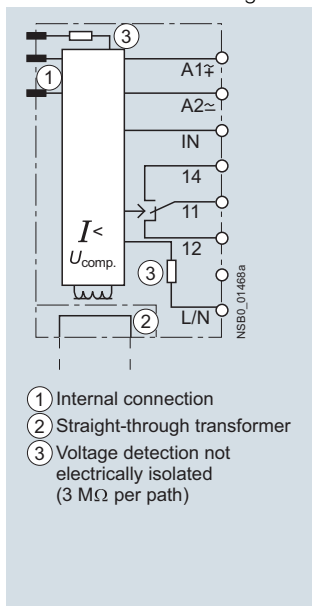 3
1
A1≂
A2≃
IN
14
11
12
I<
Ucomp.
3
L/N
2
NSB0_01468a
1 Internal connection
2 Straight-through transformer
3 Voltage detection not
electrically isolated
(3 MΩ per path)